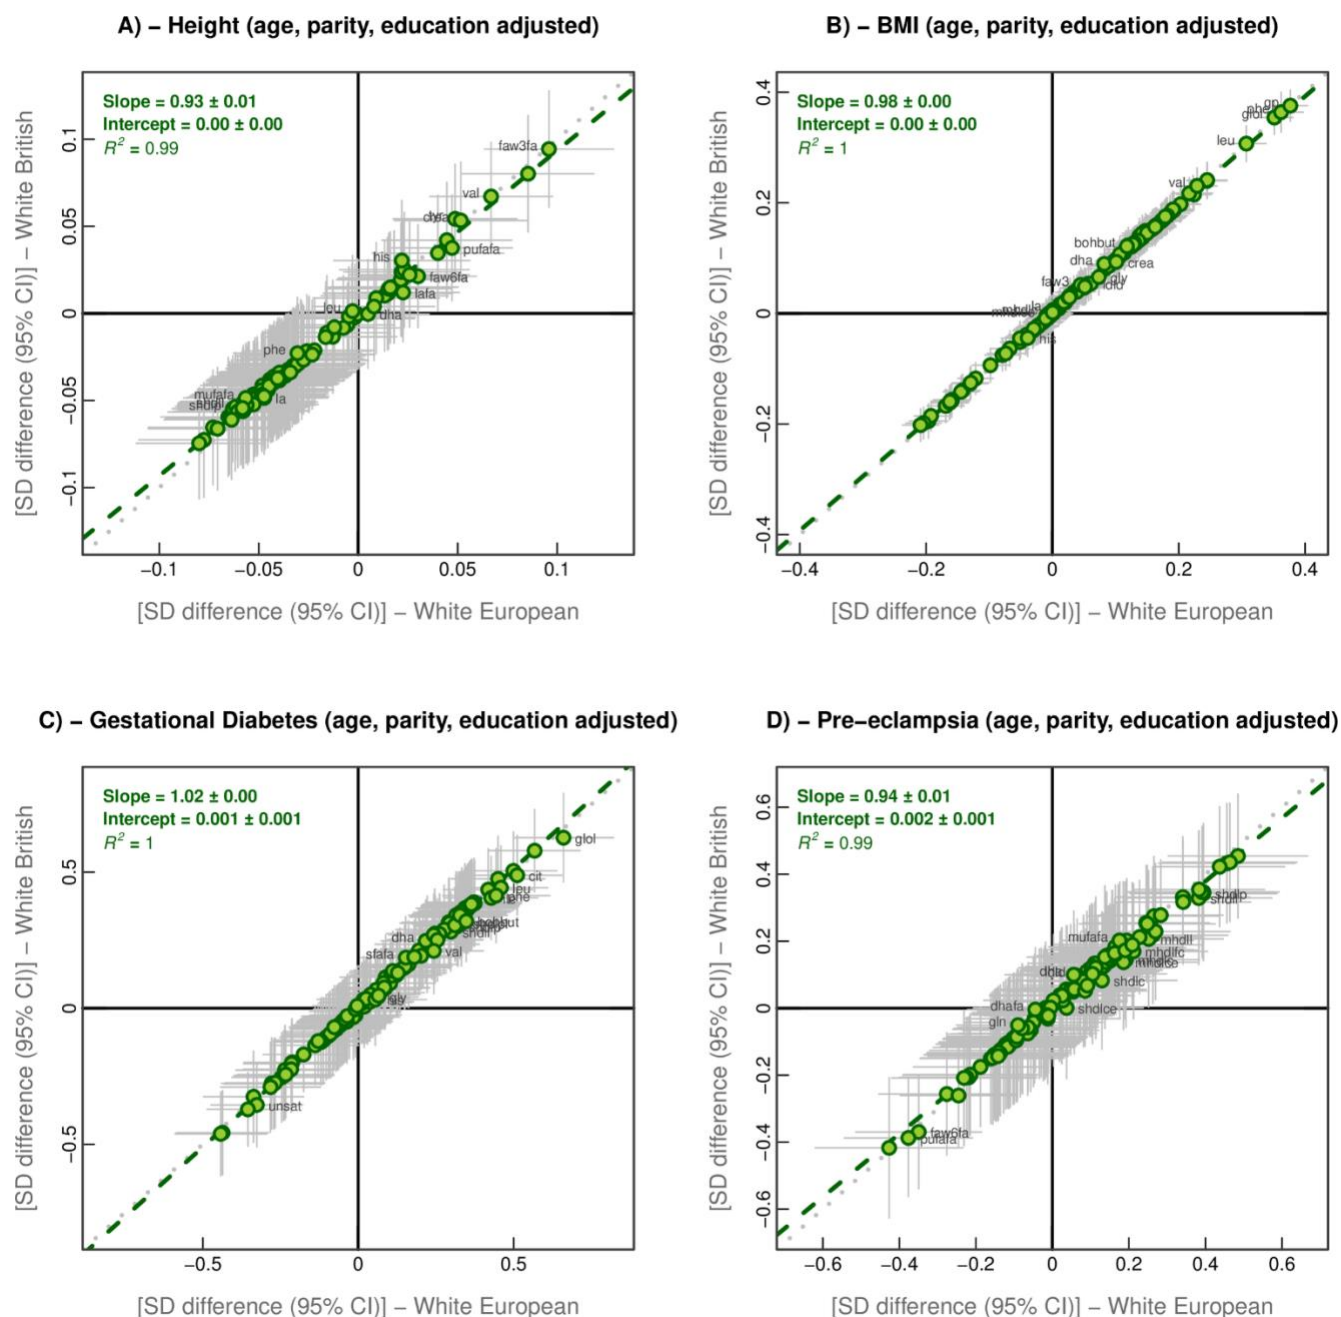 A) – Height (age, parity, education adjusted)
[SD difference (95% CI)] – White British
Slope = 0.93 ± 0.01
Intercept = 0.00 ± 0.00
R² = 0.99
0.1
0.05
0
−0.05
−0.1
faw3fa
val
his
pufafa
faw6fa
lafa
leu
dha
phe
mufafa
la
−0.1 −0.05 0 0.05 0.1
[SD difference (95% CI)] – White European
B) – BMI (age, parity, education adjusted)
[SD difference (95% CI)] – White British
Slope = 0.98 ± 0.00
Intercept = 0.00 ± 0.00
R² = 1
0.4
0.2
0
−0.2
−0.4
gp
phe
glol
leu
val
bohbut
dha
crea
gly
faw3
la
his
−0.4 −0.2 0 0.2 0.4
[SD difference (95% CI)] – White European
C) – Gestational Diabetes (age, parity, education adjusted)
[SD difference (95% CI)] – White British
Slope = 1.02 ± 0.00
Intercept = 0.001 ± 0.001
R² = 1
0.5
0
−0.5
glol
cit
leu
phe
bohbut
dha
sfafa
val
gly
unsat
−0.5 0 0.5
[SD difference (95% CI)] – White European
D) – Pre−eclampsia (age, parity, education adjusted)
[SD difference (95% CI)] – White British
Slope = 0.94 ± 0.01
Intercept = 0.002 ± 0.001
R² = 0.99
0.6
0.4
0.2
0
−0.2
−0.4
−0.6
shdlp
shdll
mufafa
mhdll
mhdlfc
mhdlce
shdlc
dhafa
shdlce
gln
faw6fa
pufafa
−0.6 −0.4 −0.2 0 0.2 0.4 0.6
[SD difference (95% CI)] – White European